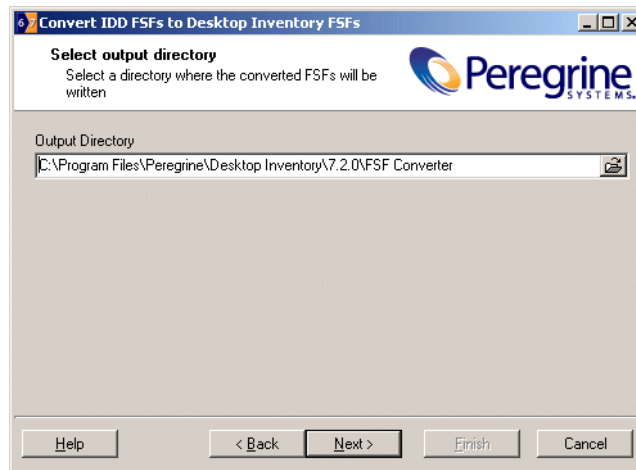 6 7 Convert IDD FSFs to Desktop Inventory FSFs
Select output directory
Select a directory where the converted FSFs will be
written
Peregrine
SYSTEMS.
Output Directory
C:\Program Files\Peregrine\Desktop Inventory\7.2.0\FSF Converter
Help
< Back
Next >
Finish
Cancel